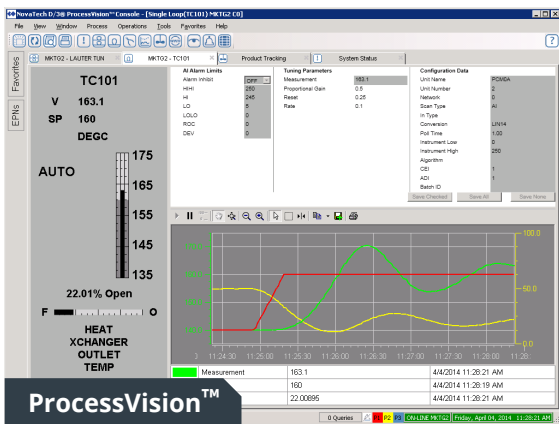 NovaTech D/3® ProcessVision™ Console - [Single Loop(TC101) MKTG2 C0]
File View Window Process Operations Tools Favorites Help
MKTG2 - LAUTER TUN MKTG2 - TC101 Product Tracking System Status
Favorites
EPNs
TC101
V 163.1
SP 160
DEGC
AUTO
175
165
155
145
135
22.01% Open
F O
HEAT
XCHANGER
OUTLET
TEMP
AI Alarm Limits
Alarm Inhibit OFF
HIHI 250
HI 245
LO 5
LOLO 0
ROC 0
DEV 0
Tuning Parameters
Measurement 163.1
Proportional Gain 0.5
Reset 0.25
Rate 0.1
Configuration Data
Unit Name PCM0A
Unit Number 2
Network 0
Scan Type AI
In Type
Conversion LIN14
Poll Time 1.00
Instrument Low 0
Instrument High 250
Algorithm
CEI 1
AOI 1
Batch ID
Save Checked Save All Save None
100.0
50.0
0.0
11:24:30 11:25:00 11:25:30 11:26:00 11:26:30 11:27:00 11:27:30 11:28:00 11:28:
Measurement 163.1 4/4/2014 11:28:21 AM
160 4/4/2014 11:28:19 AM
22.00895 4/4/2014 11:28:21 AM
ProcessVision™
0 Queries P1 P2 P3 ON-LINE MKTG2 Friday, April 04, 2014 11:28:21 AM